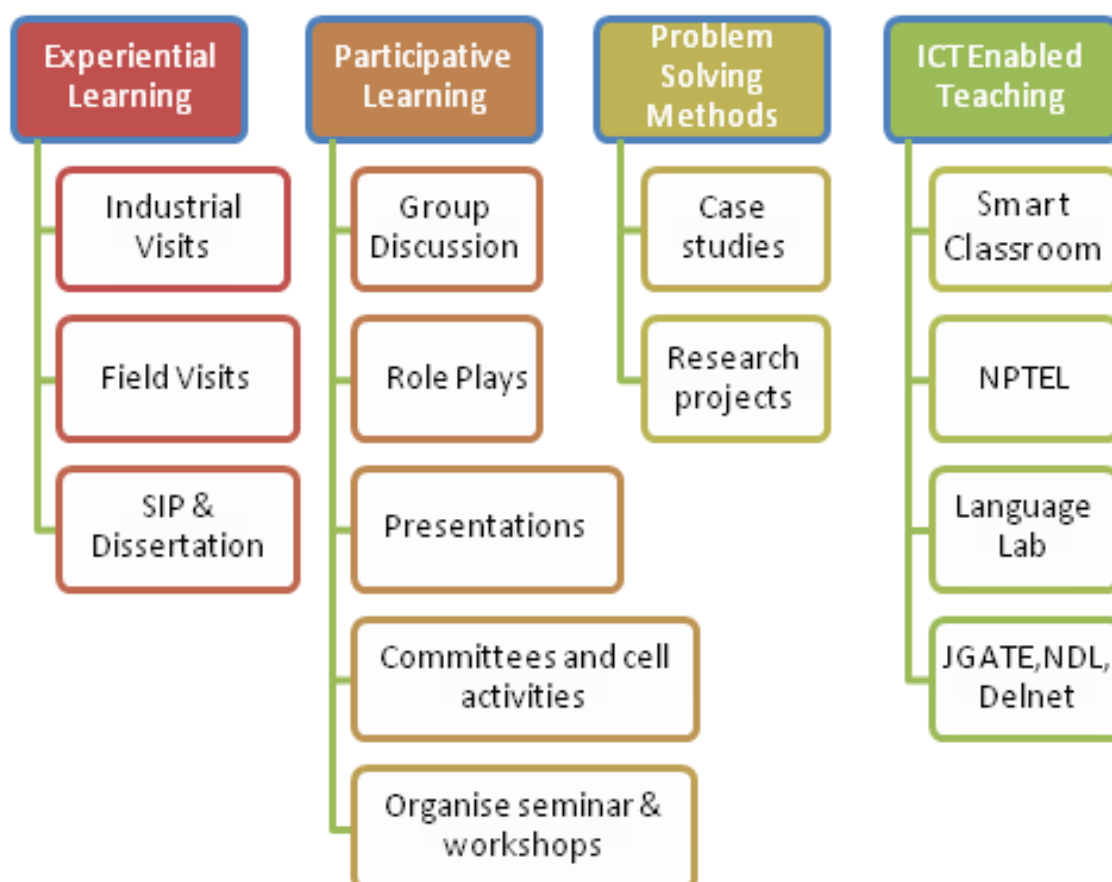 Experiential
Learning
Industrial
Visits
Field Visits
SIP &
Dissertation
Participative
Learning
Group
Discussion
Role Plays
Presentations
Committees and cell
activities
Organise seminar &
workshops
Problem
Solving
Methods
Case
studies
Research
projects
ICT Enabled
Teaching
Smart
Classroom
NPTEL
Language
Lab
JGATE,NDL,
Delnet